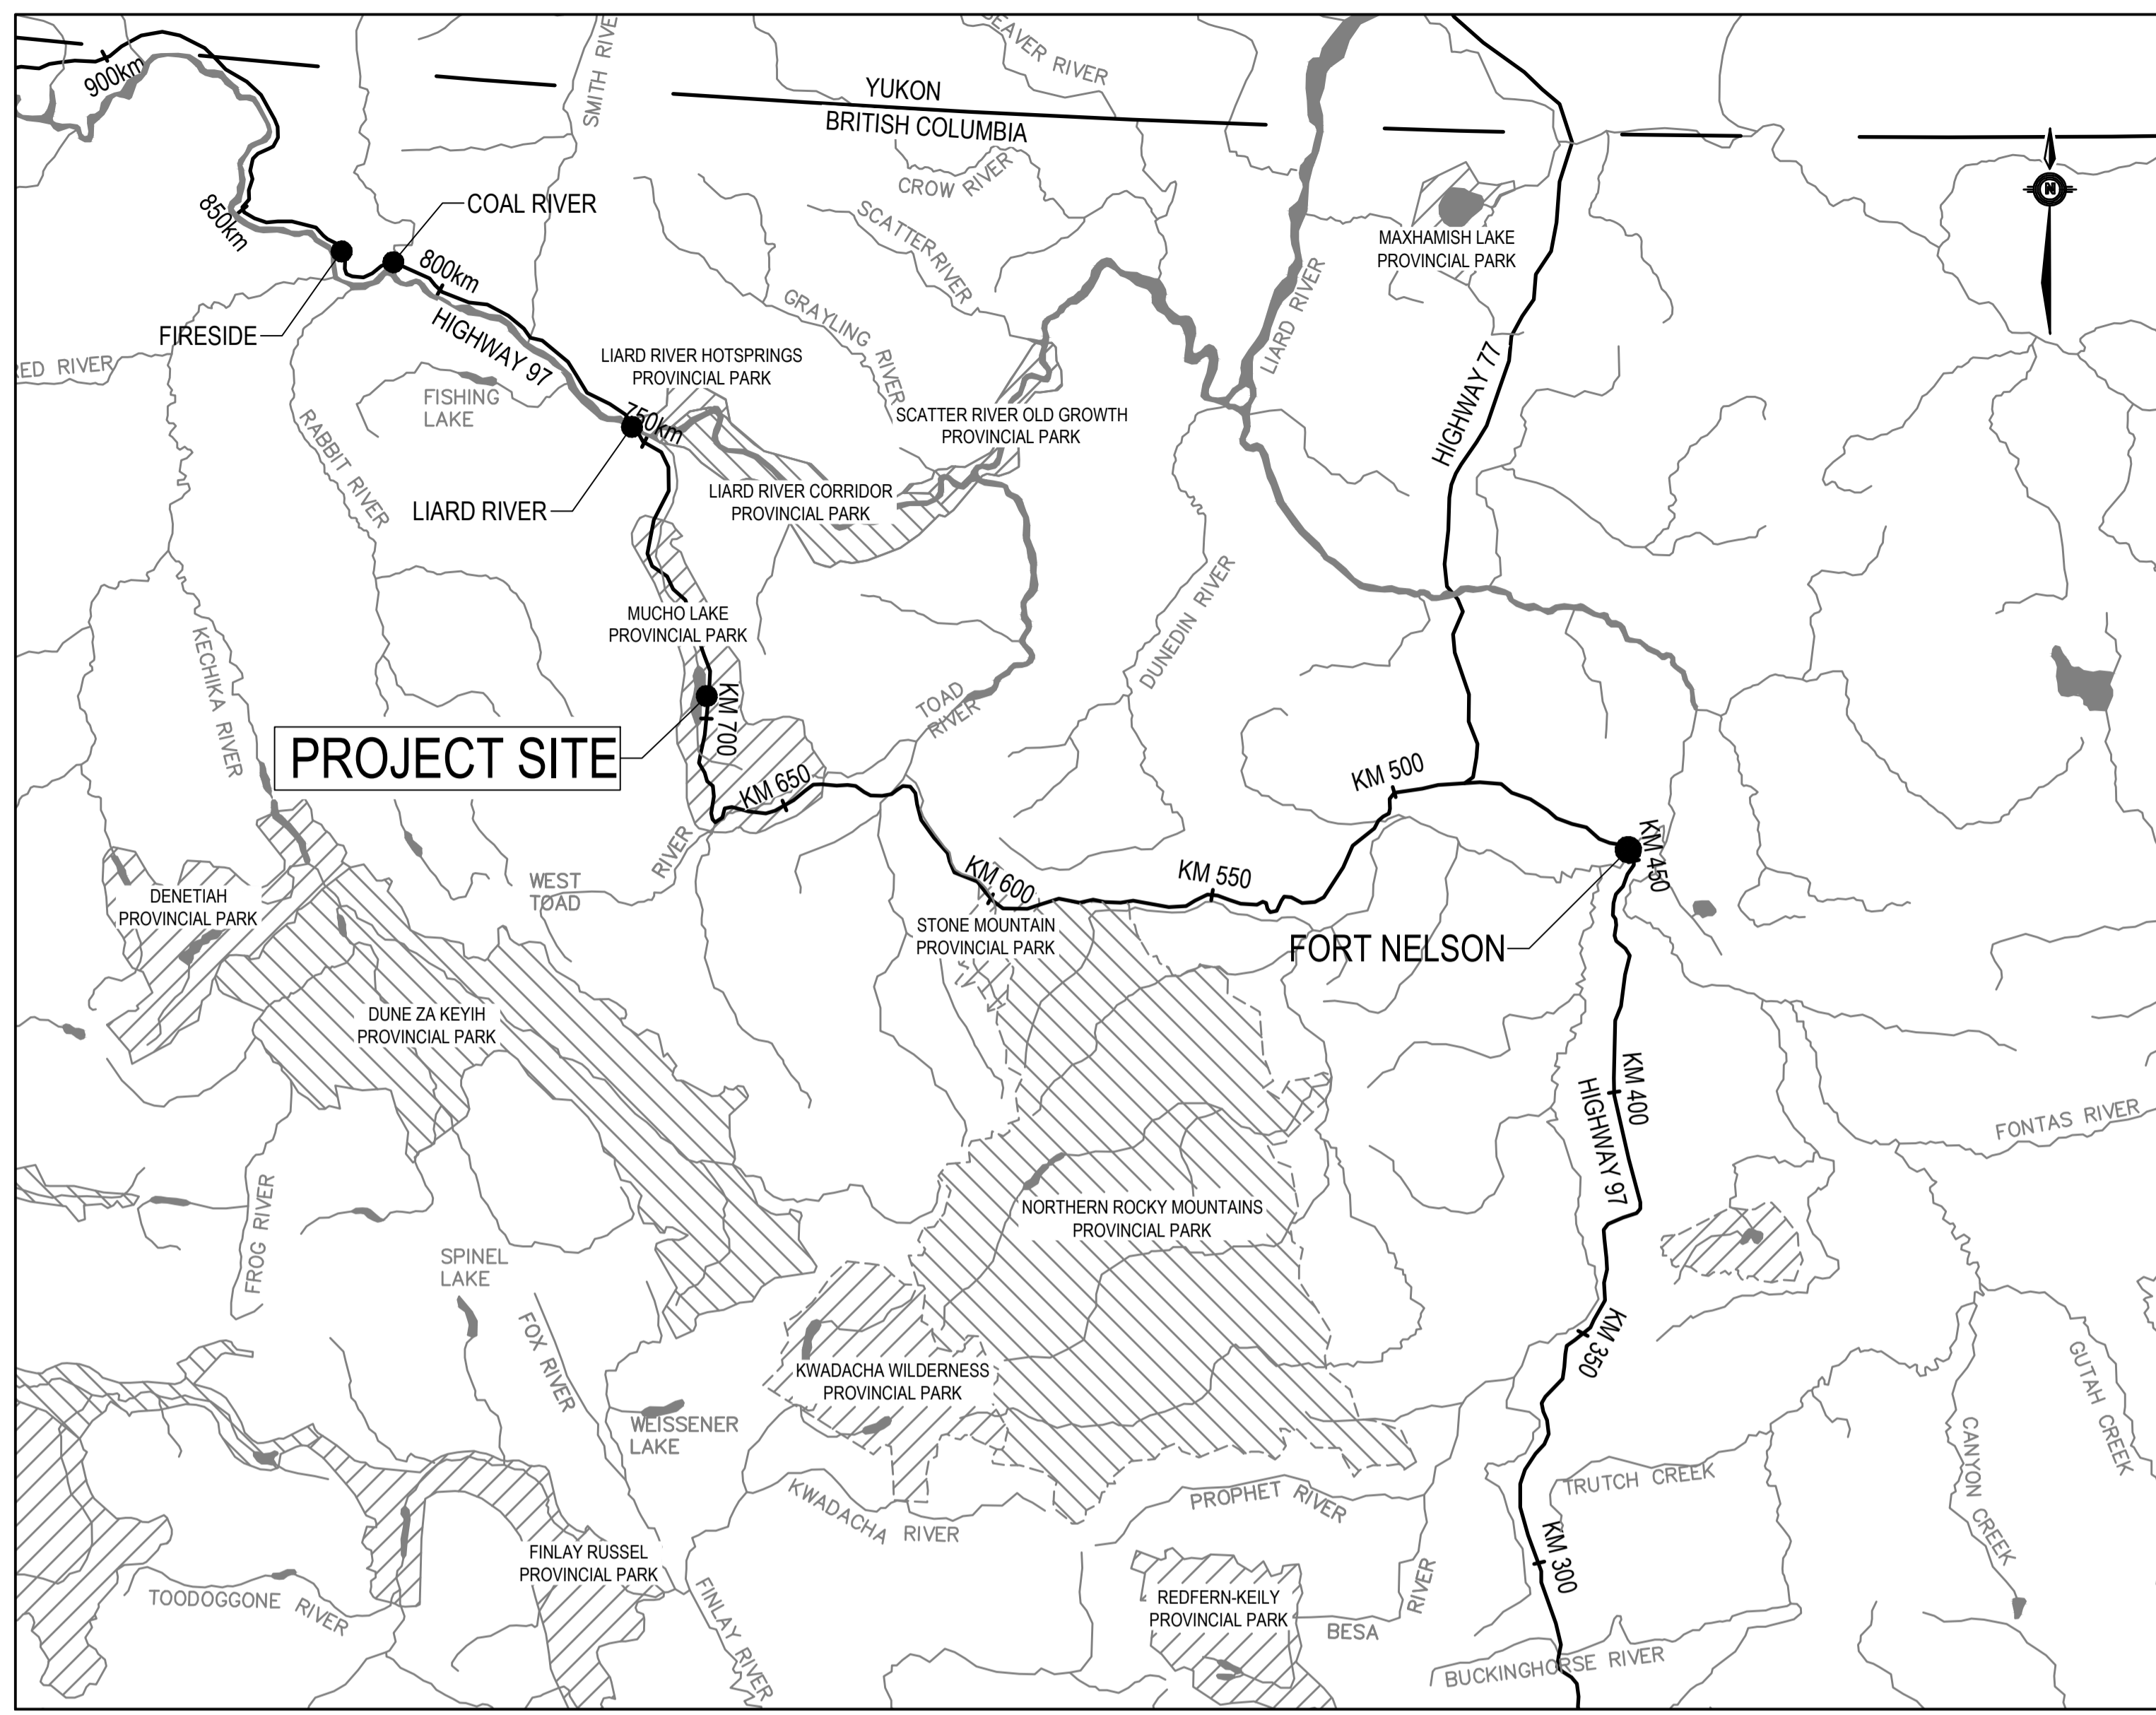 SMITH RIVE
BEAVER RIVER
900km
YUKON
BRITISH COLUMBIA
CROW RIVER
N
COAL RIVER
850km
SCATTER RIVER
MAXHAMISH LAKE
PROVINCIAL PARK
800km
LIARD RIVER
GRAYLING RIVER
FIRESIDE
HIGHWAY 97
RED RIVER
LIARD RIVER HOTSPRINGS
PROVINCIAL PARK
HIGHWAY 77
FISHING
LAKE
750km
SCATTER RIVER OLD GROWTH
PROVINCIAL PARK
RABBIT RIVER
LIARD RIVER
LIARD RIVER CORRIDOR
PROVINCIAL PARK
MUCHO LAKE
PROVINCIAL PARK
DUNEDIN RIVER
KECHIKA RIVER
TOAD
RIVER
KM 700
PROJECT SITE
KM 650
KM 500
RIVER
WEST
TOAD
KM 600
KM 550
KM 450
DENETIAH
PROVINCIAL PARK
STONE MOUNTAIN
PROVINCIAL PARK
FORT NELSON
DUNE ZA KEYIH
PROVINCIAL PARK
KM 400
HIGHWAY 97
FONTAS RIVER
FROG RIVER
NORTHERN ROCKY MOUNTAINS
PROVINCIAL PARK
SPINEL
LAKE
FOX RIVER
KM 350
KWADACHA WILDERNESS
PROVINCIAL PARK
GUTAH CREEK
WEISSENER
LAKE
CANYON CREEK
TRUTCH CREEK
KWADACHA RIVER
PROPHET RIVER
FINLAY RUSSEL
PROVINCIAL PARK
KM 300
TOODOGGONE RIVER
FINLAY RIVER
REDFERN-KEILY
PROVINCIAL PARK
BESA
RIVER
BUCKINGHORSE RIVER